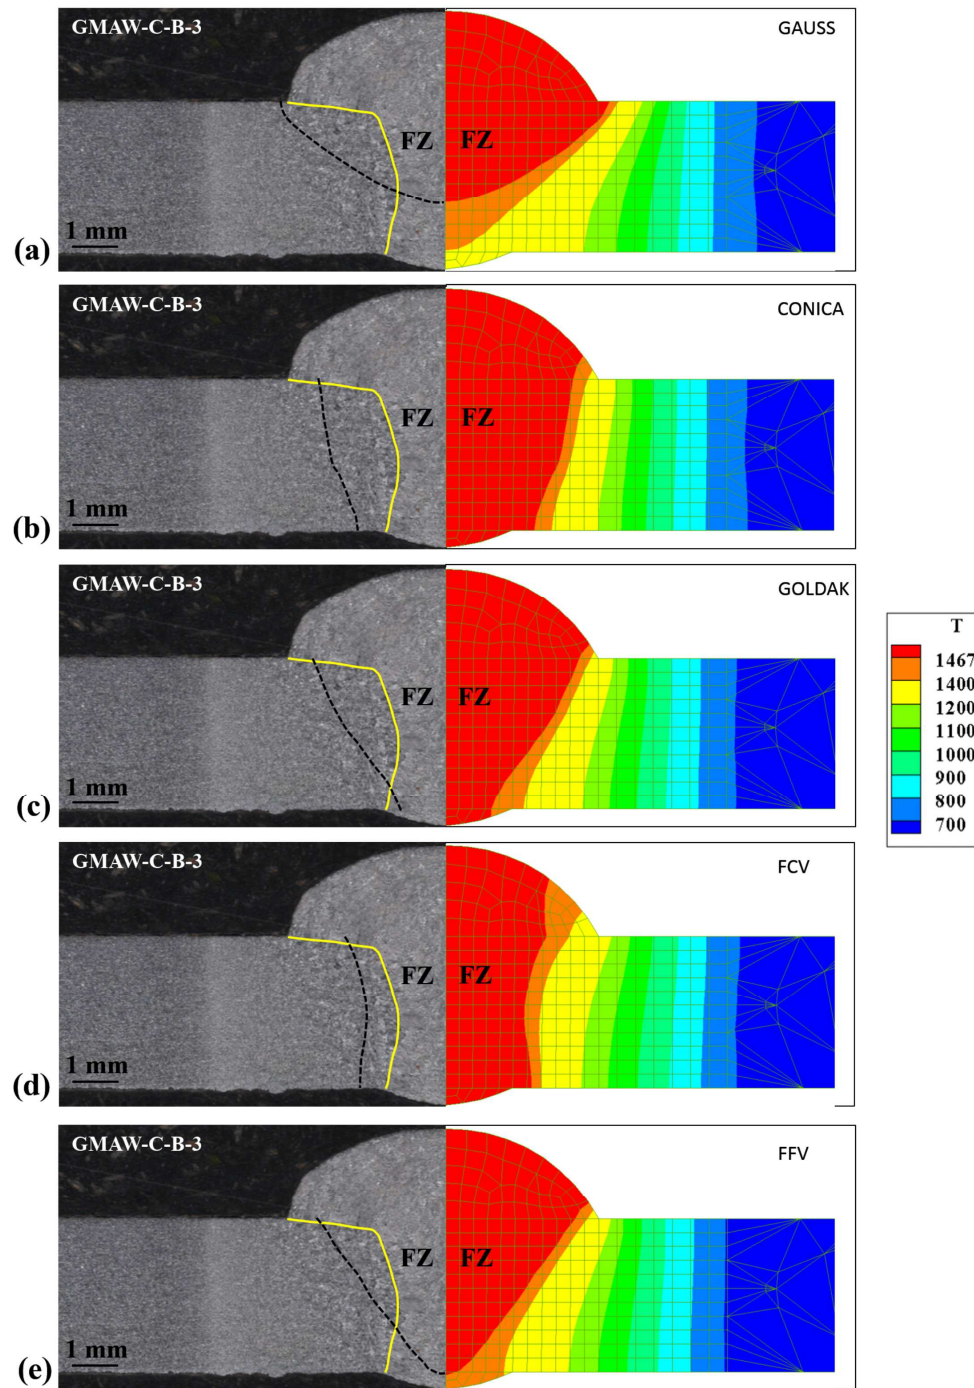 GMAW-C-B-3
GAUSS
FZ FZ
1 mm
(a)
GMAW-C-B-3
CONICA
FZ FZ
1 mm
(b)
GMAW-C-B-3
GOLDAK
FZ FZ
1 mm
(c)
T
1467
1400
1200
1100
1000
900
800
700
GMAW-C-B-3
FCV
FZ FZ
1 mm
(d)
GMAW-C-B-3
FFV
FZ FZ
1 mm
(e)